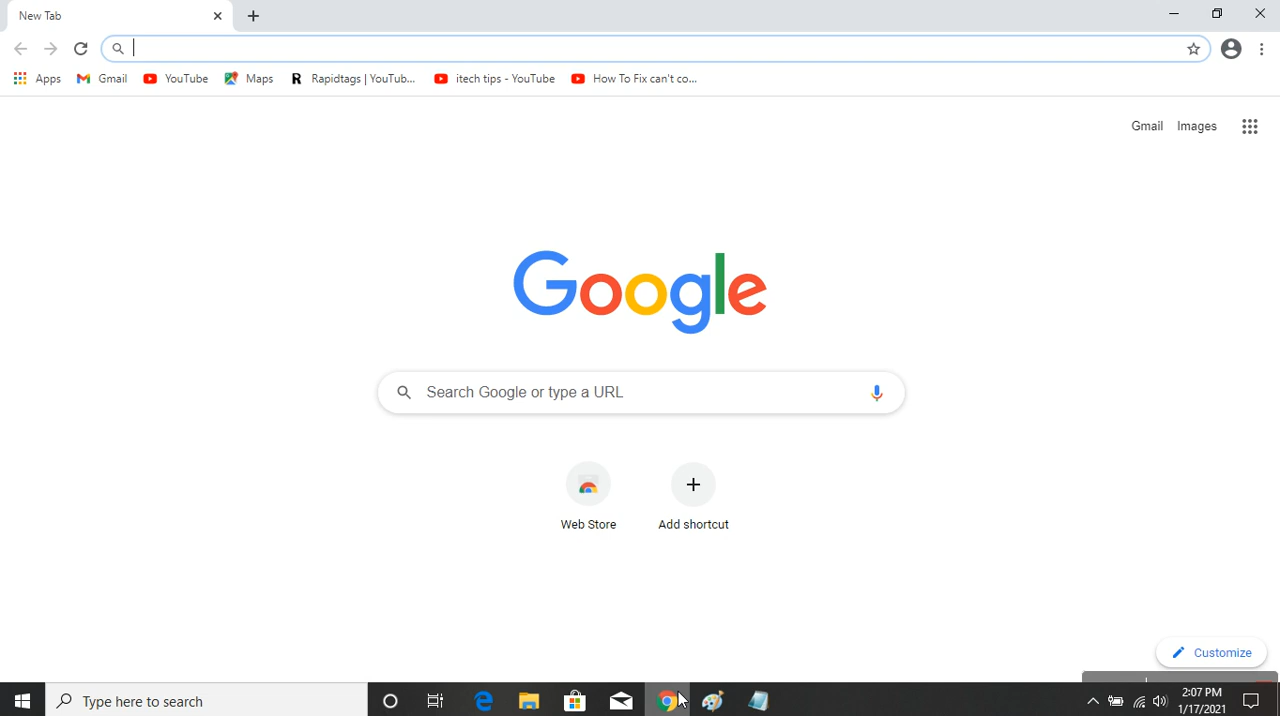 New Tab
Apps Gmail YouTube Maps R Rapidtags | YouTub... itech tips - YouTube How To Fix can't co...
Gmail Images
Google
Search Google or type a URL
Web Store Add shortcut
Customize
Type here to search
2:07 PM
1/17/2021